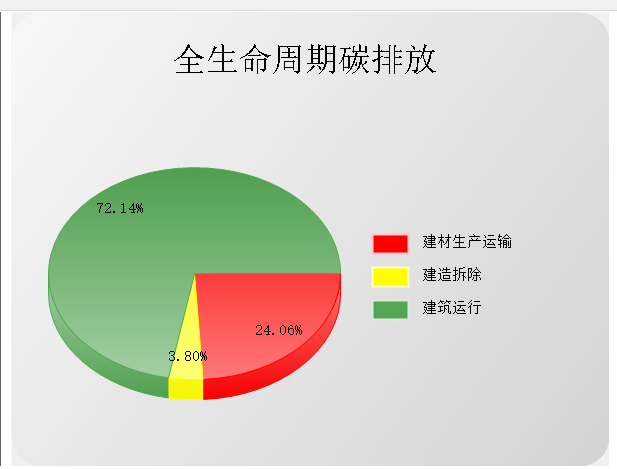 全生命周期碳排放
72.14%
24.06%
3.80%
建材生产运输
建造拆除
建筑运行